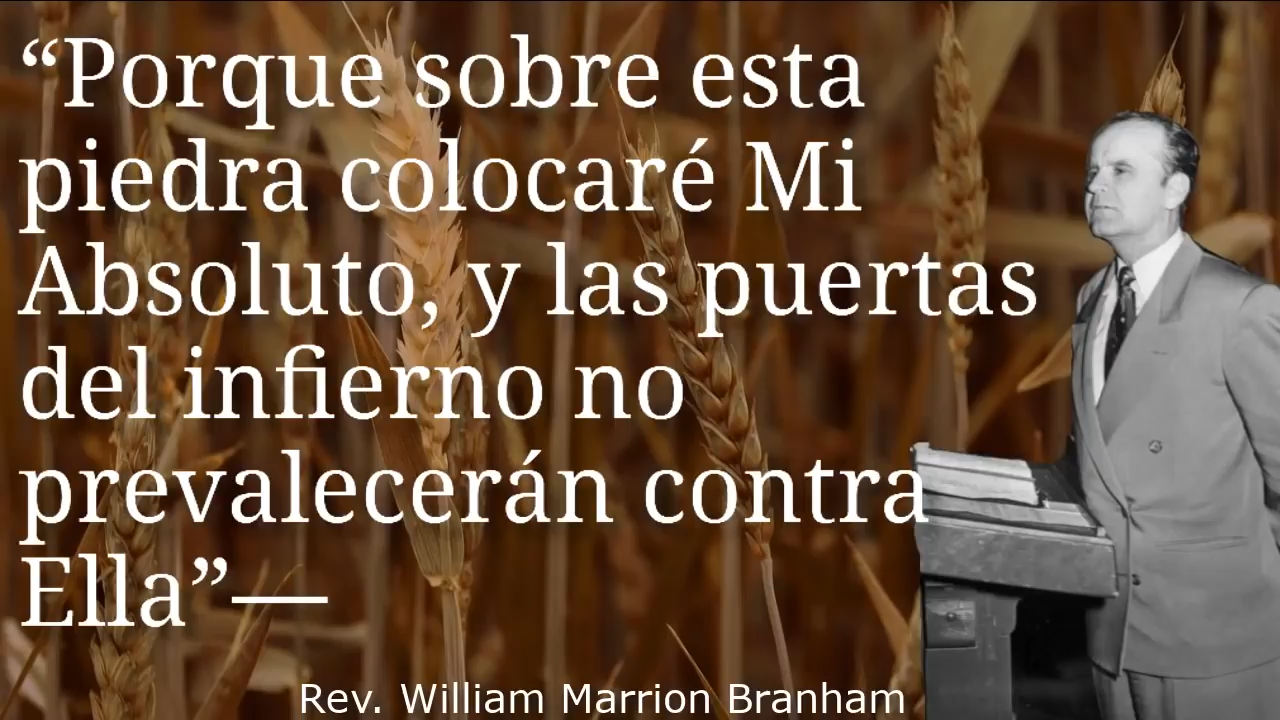 “Porque sobre esta
piedra colocaré Mi
Absoluto, y las puertas
del infierno no
prevalecerán contra
Ella”—
Rev. William Marrion Branham